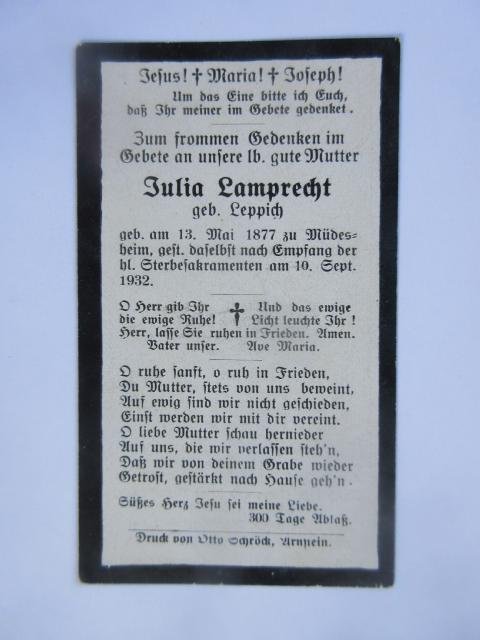 Jesus! † Maria! † Joseph!
Um das Eine bitte ich Euch,
daß Ihr meiner im Gebete gedenket.
Zum frommen Gedenken im
Gebete an unsere lb. gute Mutter
Julia Lamprecht
geb. Leppich
geb. am 13. Mai 1877 zu Müdes-
heim, gest. daselbst nach Empfang der
hl. Sterbesakramenten am 10. Sept.
1932.
O Herr gib Ihr † Und das ewige
die ewige Ruhe! Licht leuchte Ihr!
Herr, lasse Sie ruhen in Frieden. Amen.
Vater unser. Ave Maria.
O ruhe sanft, o ruh in Frieden,
Du Mutter, stets von uns beweint,
Auf ewig sind wir nicht geschieden,
Einst werden wir mit dir vereint.
O liebe Mutter schau hernieder
Auf uns, die wir verlassen steh'n,
Daß wir von deinem Grabe wieder
Getrost, gestärkt nach Hause geh'n.
Süßes Herz Jesu sei meine Liebe.
300 Tage Ablaß.
Druck von Otto Schröck, Arnstein.